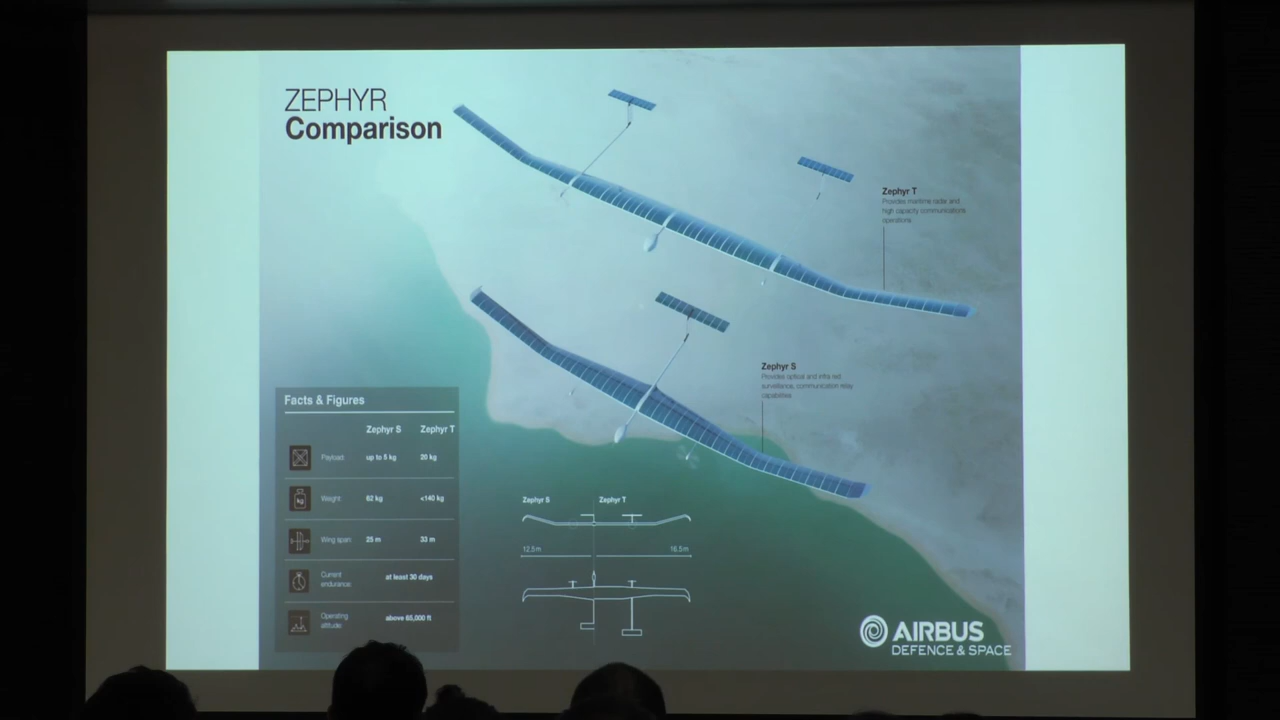 ZEPHYR
Comparison
Zephyr T
Provides maritime radar and
high capacity communications
operations
Zephyr S
Provides optical and infra red
surveillance, communication relay
capabilities
Facts & Figures
Zephyr S Zephyr T
Payload: up to 5 kg 20 kg
kg Weight: 62 kg <140 kg
Wing span: 25 m 33 m
Current
endurance: at least 30 days
Operating
altitude: above 65,000 ft
Zephyr S Zephyr T
12.5m 16.5m
AIRBUS
DEFENCE & SPACE